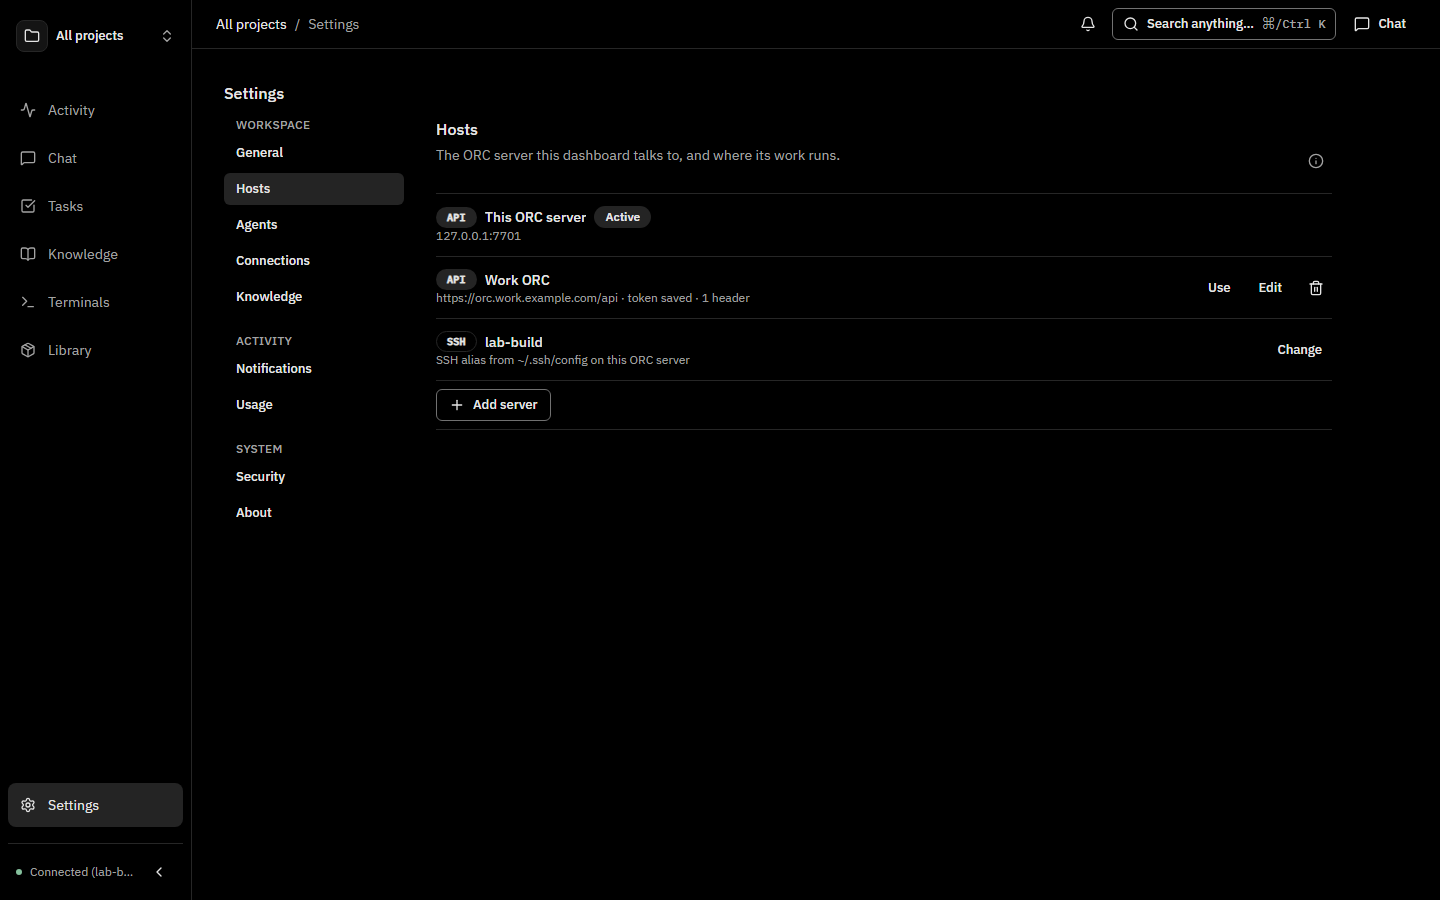 All projects
Activity
Chat
Tasks
Knowledge
Terminals
Library
Settings
Connected (lab-b...
All projects / Settings
Search anything... ⌘/Ctrl K
Chat
Settings
WORKSPACE
General
Hosts
Agents
Connections
Knowledge
ACTIVITY
Notifications
Usage
SYSTEM
Security
About
Hosts
The ORC server this dashboard talks to, and where its work runs.
API This ORC server Active
127.0.0.1:7701
API Work ORC
https://orc.work.example.com/api · token saved · 1 header
Use Edit
SSH lab-build
SSH alias from ~/.ssh/config on this ORC server
Change
Add server